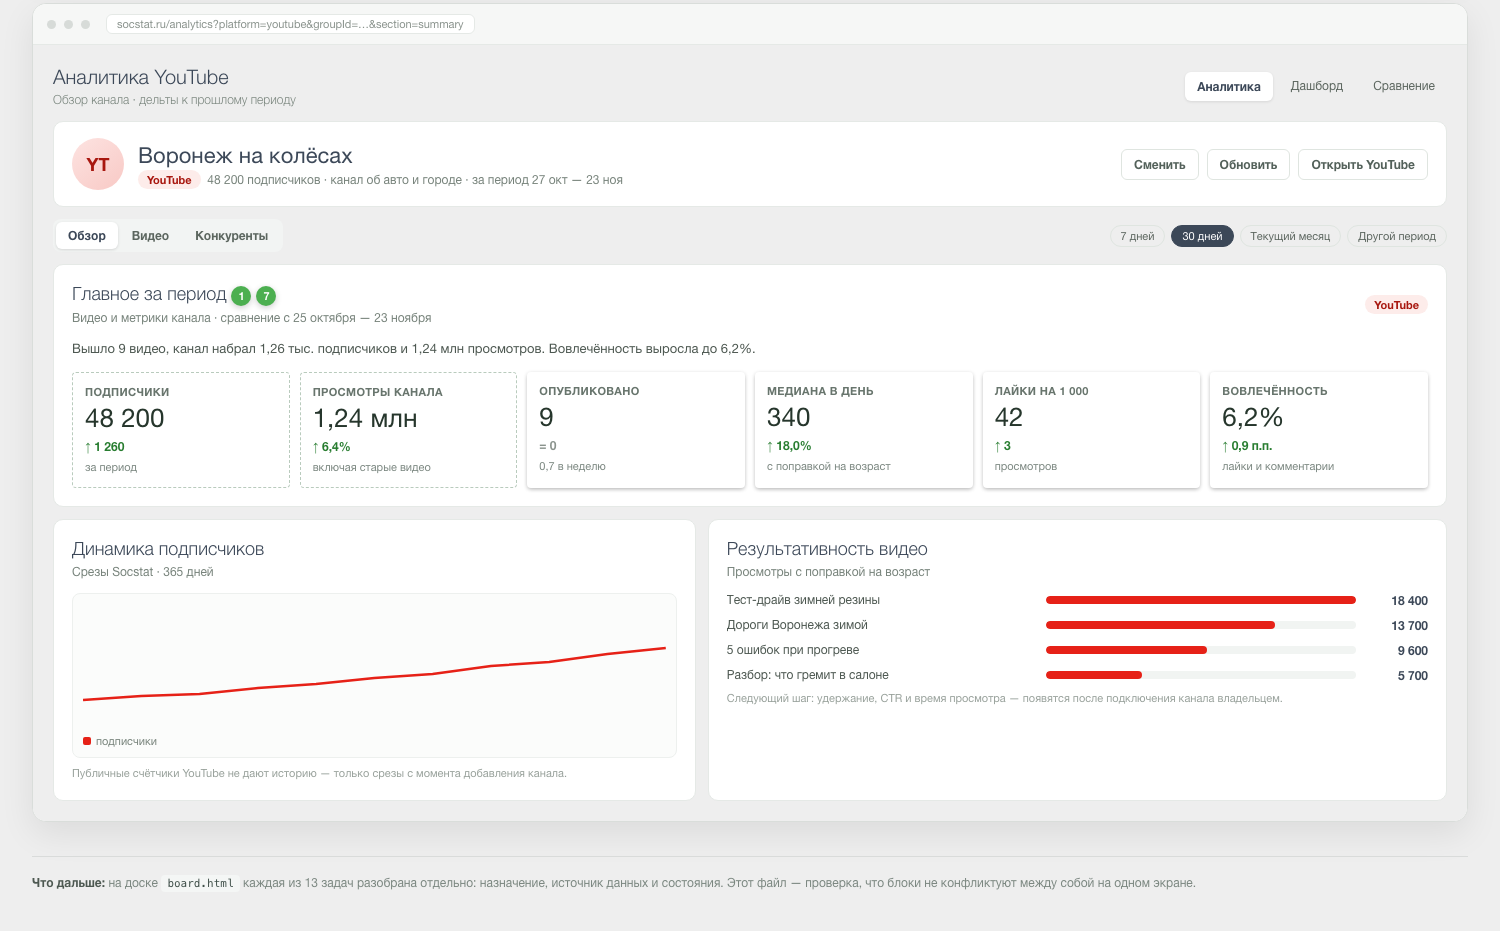 socstat.ru/analytics?platform=youtube&groupId=…&section=summary
Аналитика YouTube
Обзор канала · дельты к прошлому периоду
Аналитика
Дашборд
Сравнение
YT
Воронеж на колёсах
YouTube 48 200 подписчиков · канал об авто и городе · за период 27 окт — 23 ноя
Сменить
Обновить
Открыть YouTube
Обзор
Видео
Конкуренты
7 дней
30 дней
Текущий месяц
Другой период
Главное за период 1 7
Видео и метрики канала · сравнение с 25 октября — 23 ноября
YouTube
Вышло 9 видео, канал набрал 1,26 тыс. подписчиков и 1,24 млн просмотров. Вовлечённость выросла до 6,2%.
ПОДПИСЧИКИ
48 200
↑ 1 260
за период
ПРОСМОТРЫ КАНАЛА
1,24 млн
↑ 6,4%
включая старые видео
ОПУБЛИКОВАНО
9
= 0
0,7 в неделю
МЕДИАНА В ДЕНЬ
340
↑ 18,0%
с поправкой на возраст
ЛАЙКИ НА 1 000
42
↑ 3
просмотров
ВОВЛЕЧЁННОСТЬ
6,2%
↑ 0,9 п.п.
лайки и комментарии
Динамика подписчиков
Срезы Socstat · 365 дней
подписчики
Публичные счётчики YouTube не дают историю — только срезы с момента добавления канала.
Результативность видео
Просмотры с поправкой на возраст
Тест-драйв зимней резины 18 400
Дороги Воронежа зимой 13 700
5 ошибок при прогреве 9 600
Разбор: что гремит в салоне 5 700
Следующий шаг: удержание, CTR и время просмотра — появятся после подключения канала владельцем.
Что дальше: на доске board.html каждая из 13 задач разобрана отдельно: назначение, источник данных и состояния. Этот файл — проверка, что блоки не конфликтуют между собой на одном экране.